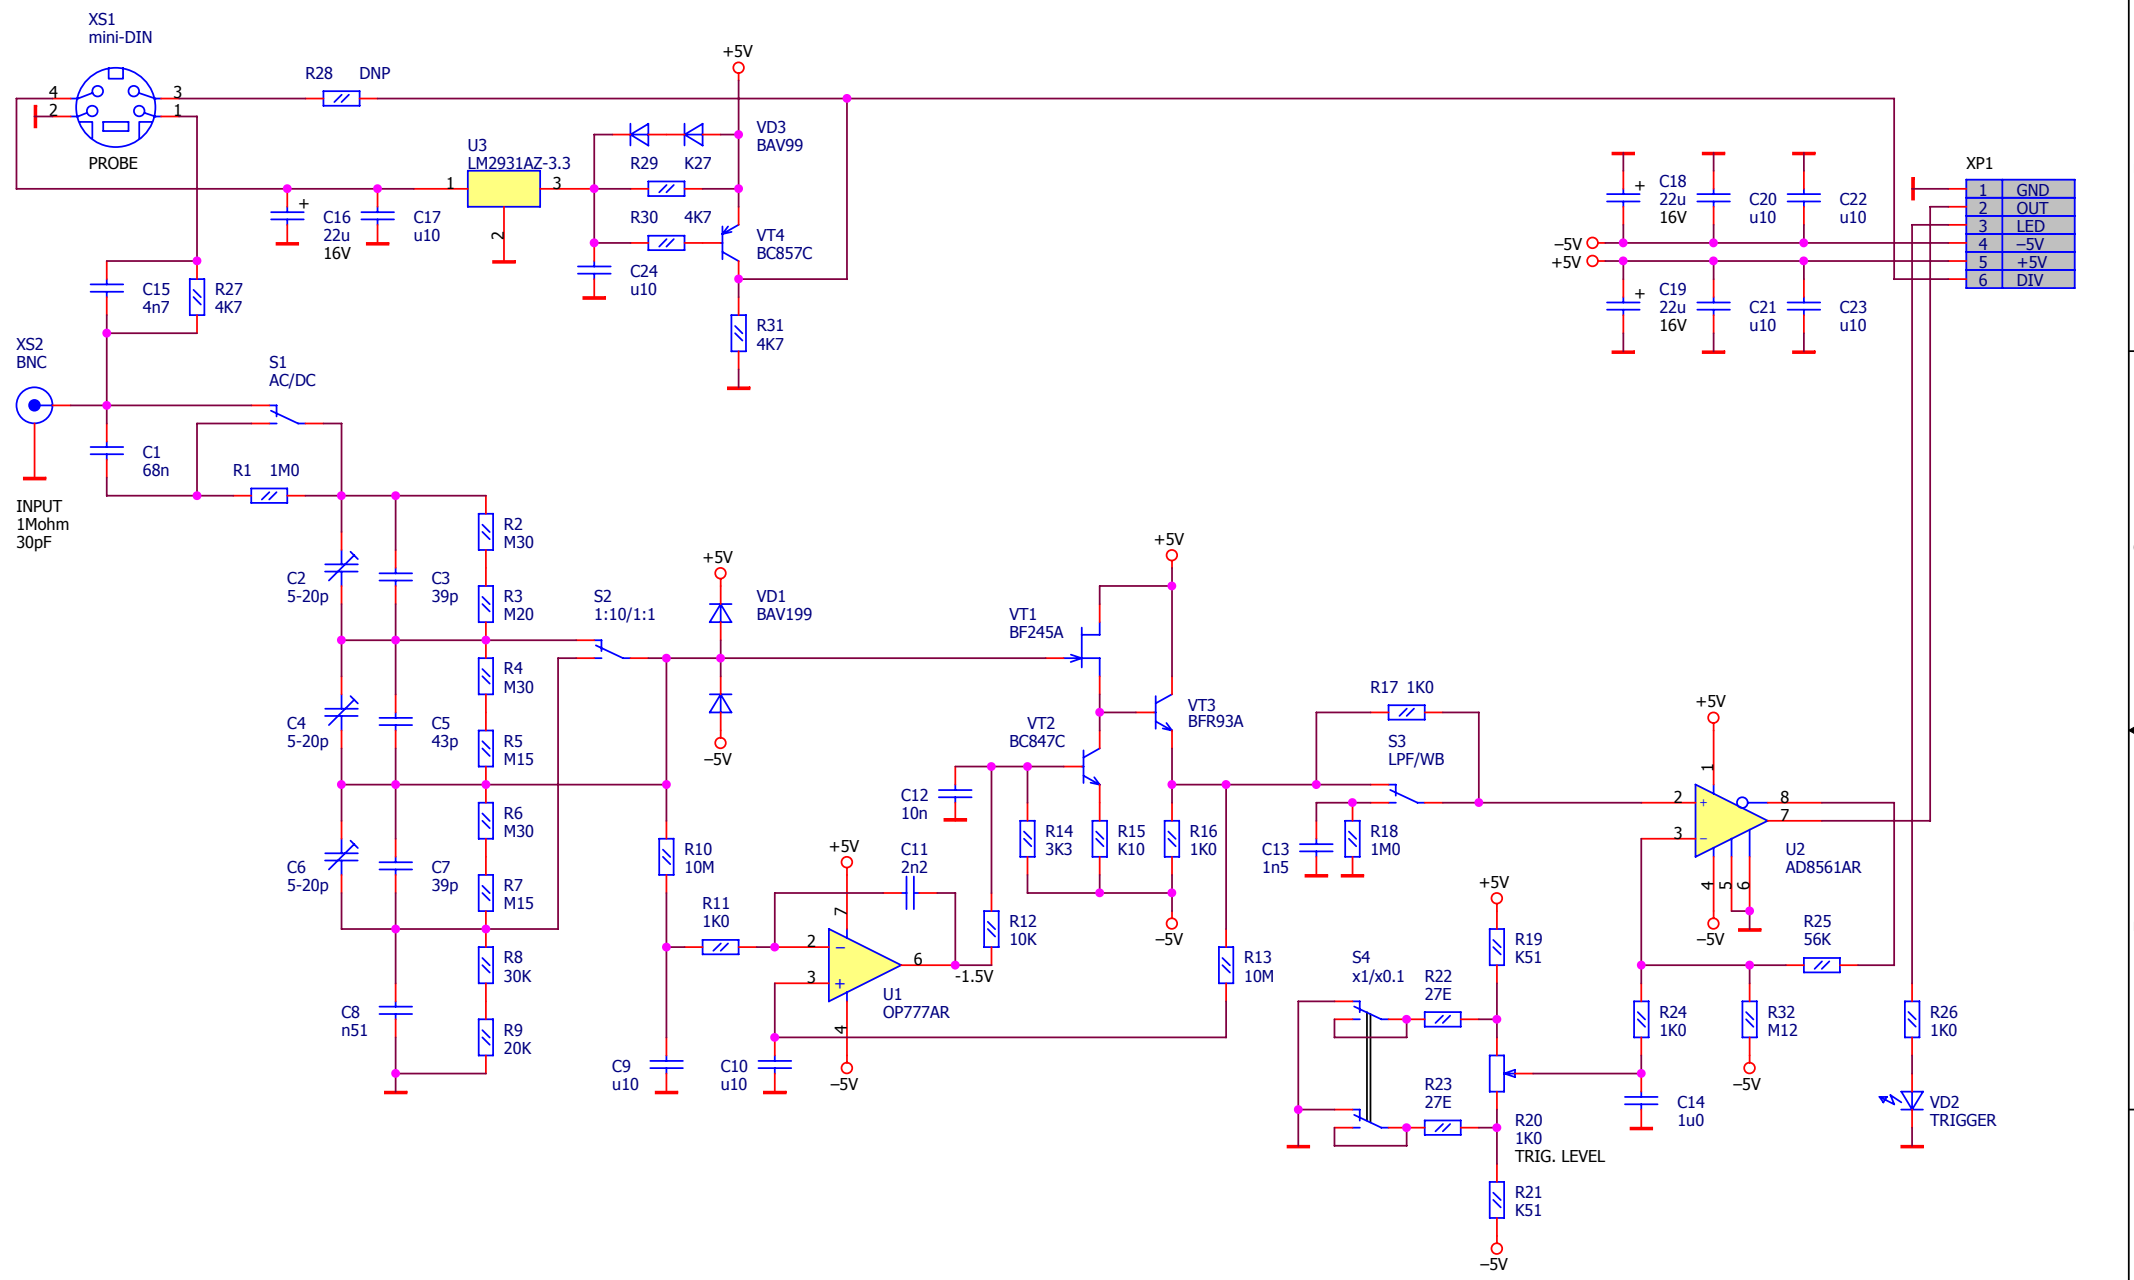 XS1
mini-DIN
4
2
3
1
PROBE
R28 DNP
+5V
VD3
BAV99
U3
LM2931AZ-3.3
1
3
2
R29 K27
R30 4K7
VT4
BC857C
C16
22u
16V
+
C17
u10
C24
u10
R31
4K7
C15
4n7
R27
4K7
XS2
BNC
S1
AC/DC
C1
68n
R1 1M0
INPUT
1Mohm
30pF
C18
22u
16V
+
C20
u10
C22
u10
−5V
+5V
C19
22u
16V
+
C21
u10
C23
u10
XP1
1 GND
2 OUT
3 LED
4 −5V
5 +5V
6 DIV
R2
M30
C2
5-20p
C3
39p
R3
M20
S2
1:10/1:1
+5V
VD1
BAV199
−5V
R4
M30
C4
5-20p
C5
43p
R5
M15
R6
M30
C6
5-20p
C7
39p
R7
M15
R8
30K
C8
n51
R9
20K
R10
10M
R11
1K0
C9
u10
C10
u10
+5V
C11
2n2
7
2
−
3
+
6
4
-1.5V
U1
OP777AR
−5V
R12
10K
C12
10n
VT1
BF245A
+5V
VT2
BC847C
VT3
BFR93A
R14
3K3
R15
K10
R16
1K0
−5V
R13
10M
R17 1K0
S3
LPF/WB
C13
1n5
R18
1M0
+5V
R19
K51
S4
x1/x0.1
R22
27E
R23
27E
R20
1K0
TRIG. LEVEL
R21
K51
−5V
+5V
1
2
+
3
−
8
7
4
5
6
U2
AD8561AR
−5V
R25
56K
R24
1K0
R32
M12
−5V
C14
1u0
R26
1K0
VD2
TRIGGER